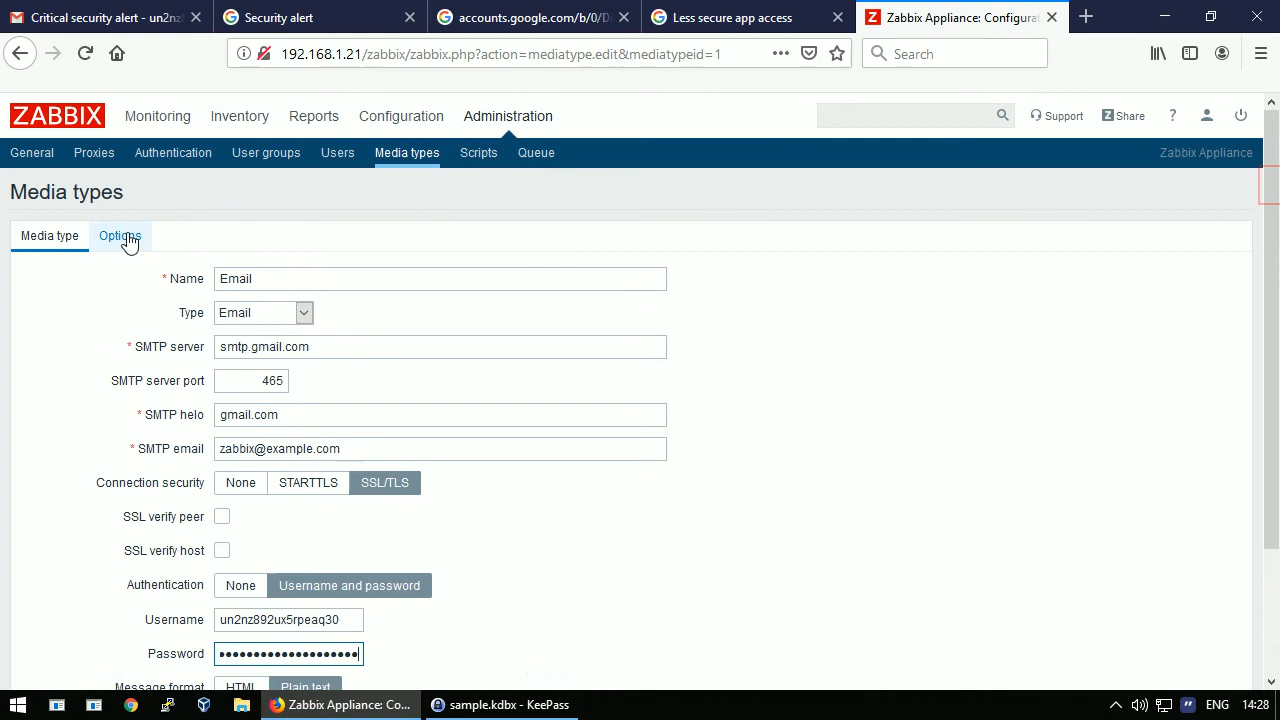 Critical security alert - un2nz
Security alert
accounts.google.com/b/0/Di
Less secure app access
Zabbix Appliance: Configurat
192.168.1.21/zabbix/zabbix.php?action=mediatype.edit&mediatypeid=1
Search
ZABBIX
Monitoring
Inventory
Reports
Configuration
Administration
Support
Share
?
General
Proxies
Authentication
User groups
Users
Media types
Scripts
Queue
Zabbix Appliance
Media types
Media type
Options
* Name
Email
Type
Email
* SMTP server
smtp.gmail.com
SMTP server port
465
* SMTP helo
gmail.com
* SMTP email
zabbix@example.com
Connection security
None
STARTTLS
SSL/TLS
SSL verify peer
SSL verify host
Authentication
None
Username and password
Username
un2nz892ux5rpeaq30
Password
Message format
HTML
Plain text
Zabbix Appliance: Co...
sample.kdbx - KeePass
ENG
14:28